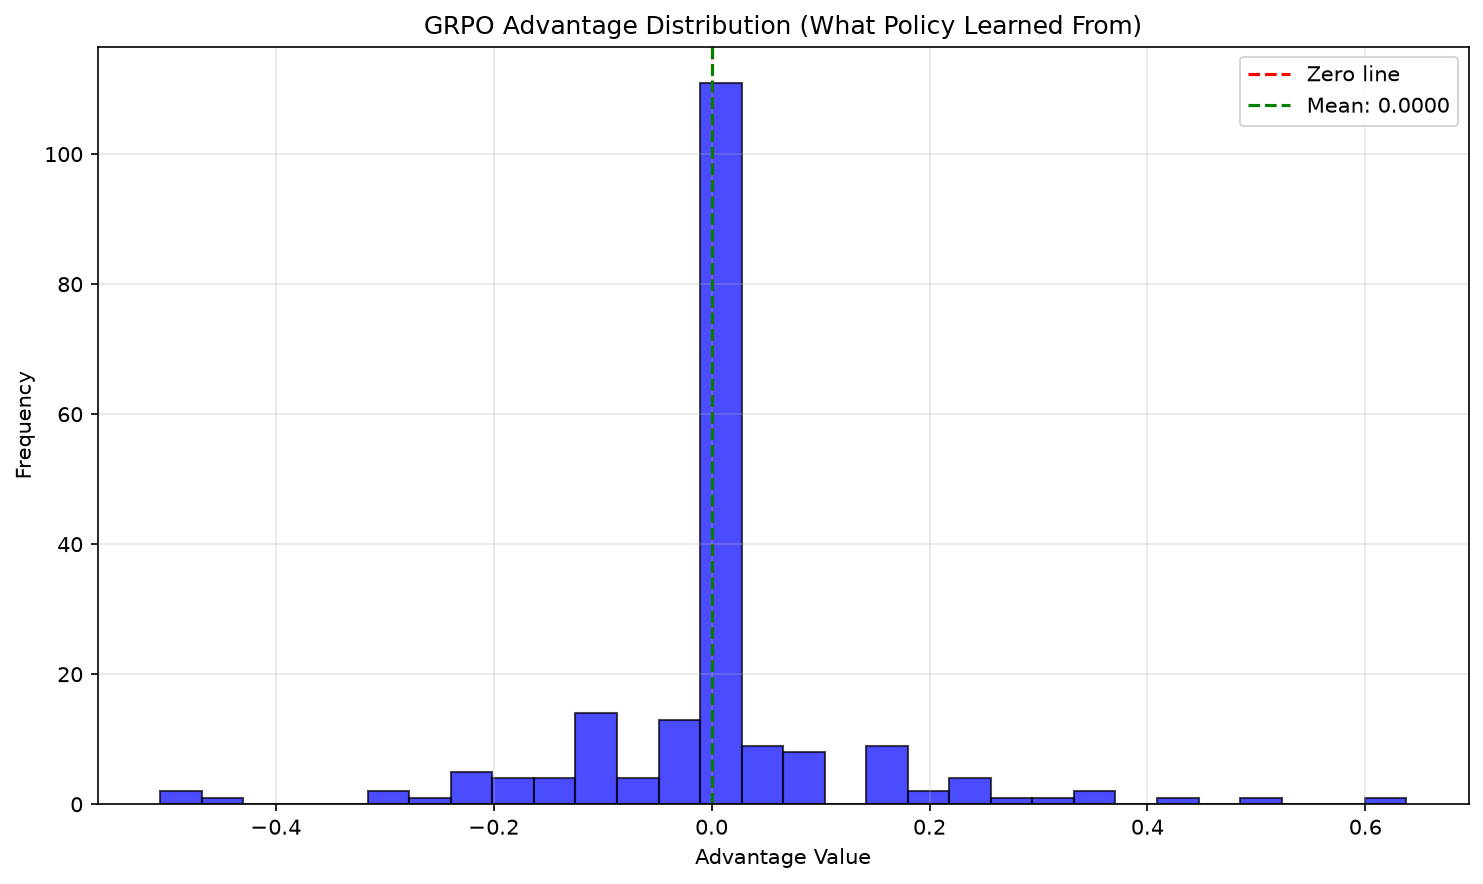 GRPO Advantage Distribution (What Policy Learned From)
Zero line
Mean: 0.0000
Frequency
100
80
60
40
20
0
−0.4
−0.2
0.0
0.2
0.4
0.6
Advantage Value